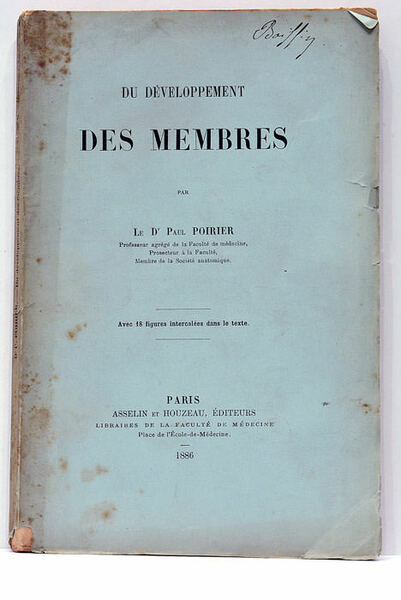 Boissin
DU DÉVELOPPEMENT
DES MEMBRES
PAR
LE Dr PAUL POIRIER
Professeur agrégé de la Faculté de médecine,
Prosecteur à la Faculté,
Membre de la Société anatomique.
Avec 18 figures intercalées dans le texte.
PARIS
ASSELIN ET HOUZEAU, ÉDITEURS
LIBRAIRES DE LA FACULTÉ DE MÉDECINE
Place de l'École-de-Médecine.
1886